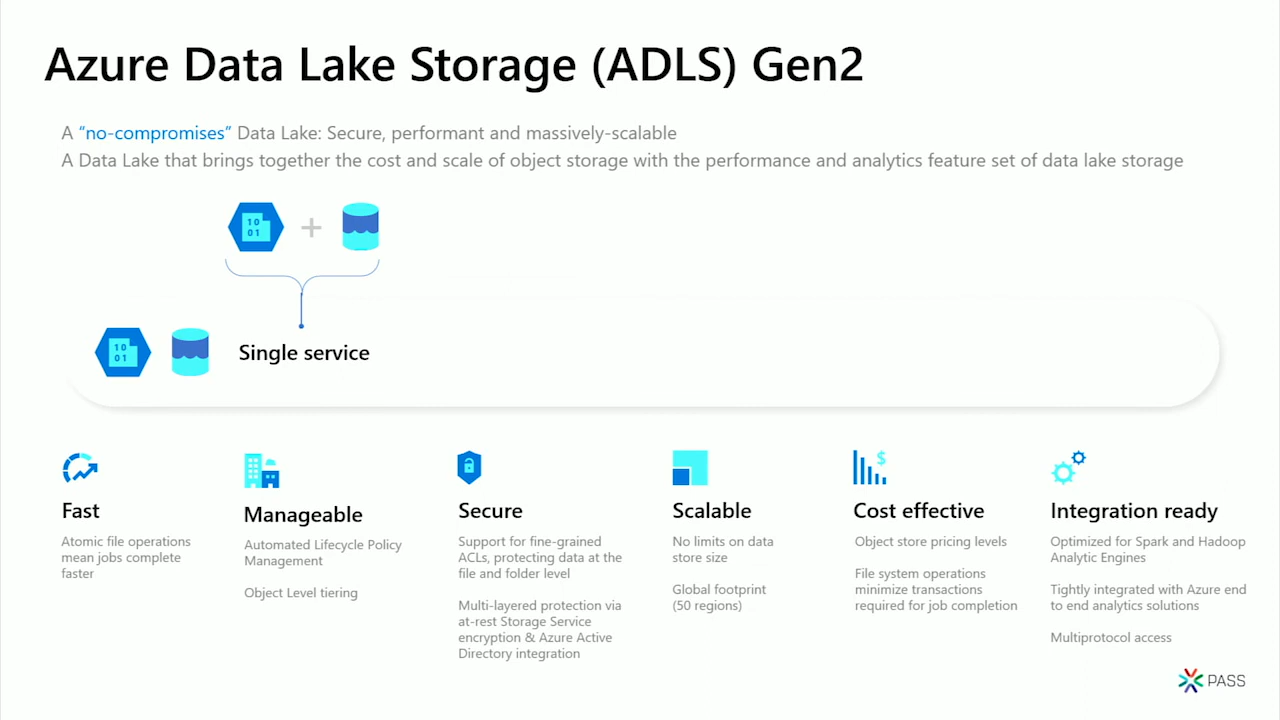 Azure Data Lake Storage (ADLS) Gen2
A “no-compromises” Data Lake: Secure, performant and massively-scalable
A Data Lake that brings together the cost and scale of object storage with the performance and analytics feature set of data lake storage
10
01
+
10
01
Single service
Fast
Atomic file operations
mean jobs complete
faster
Manageable
Automated Lifecycle Policy
Management
Object Level tiering
Secure
Support for fine-grained
ACLs, protecting data at the
file and folder level
Multi-layered protection via
at-rest Storage Service
encryption & Azure Active
Directory integration
Scalable
No limits on data
store size
Global footprint
(50 regions)
$
Cost effective
Object store pricing levels
File system operations
minimize transactions
required for job completion
Integration ready
Optimized for Spark and Hadoop
Analytic Engines
Tightly integrated with Azure end
to end analytics solutions
Multiprotocol access
PASS